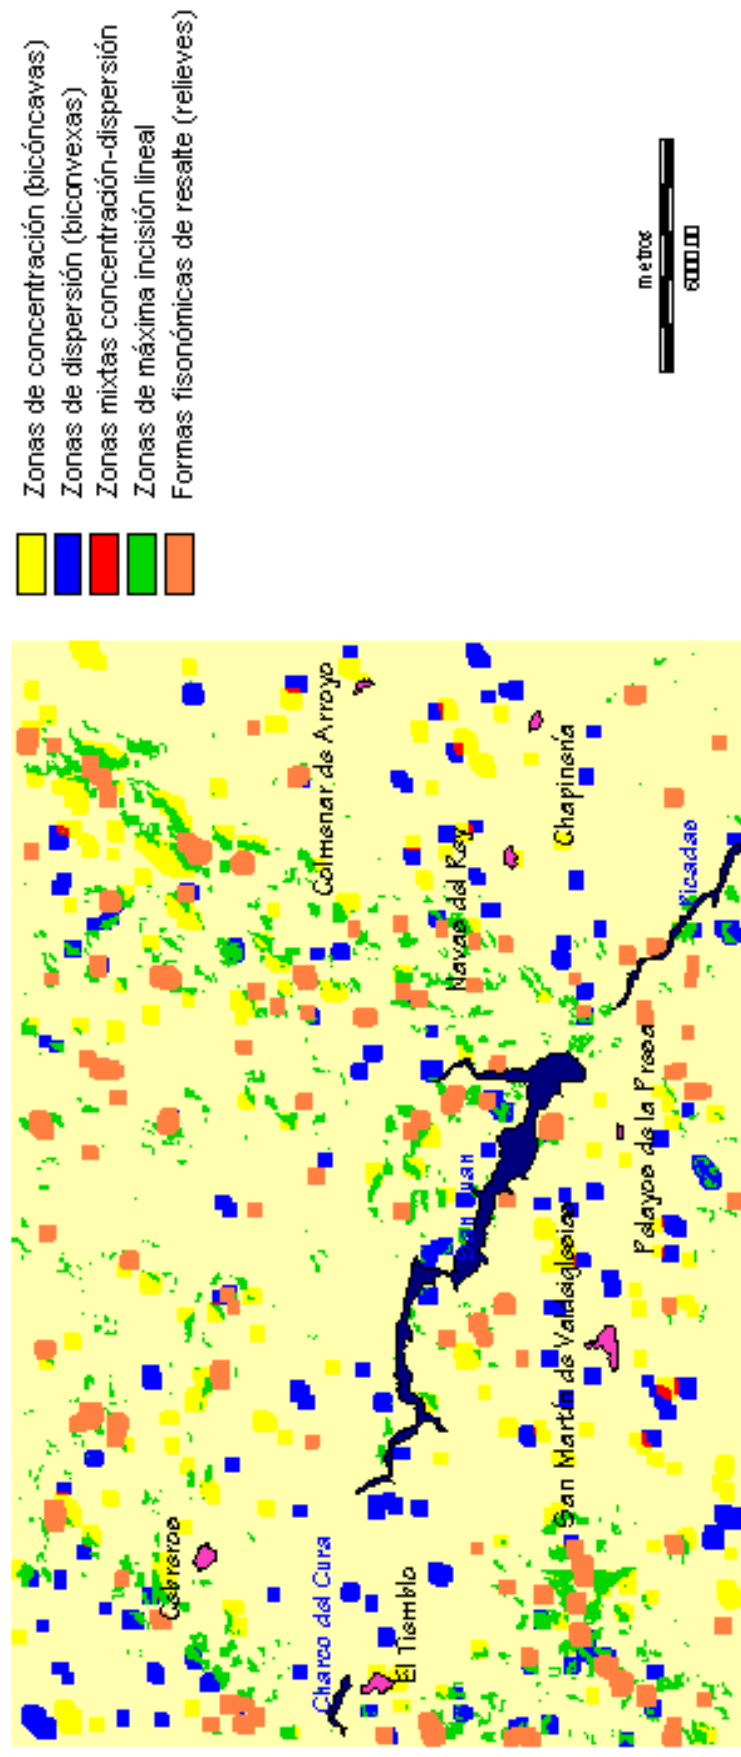 Zonas de concentración (bicóncavas)
Zonas de dispersión (biconvexas)
Zonas mixtas concentración-dispersión
Zonas de máxima incisión lineal
Formas fisonómicas de resalte (relieves)
metros
Cebreros
Charco del Cura
El Tiemblo
Colmenar de Arroyo
Navas del Rey
Chapinería
San Juan
San Martín de Valdeiglesias
Pelayos de la Presa
Picadas